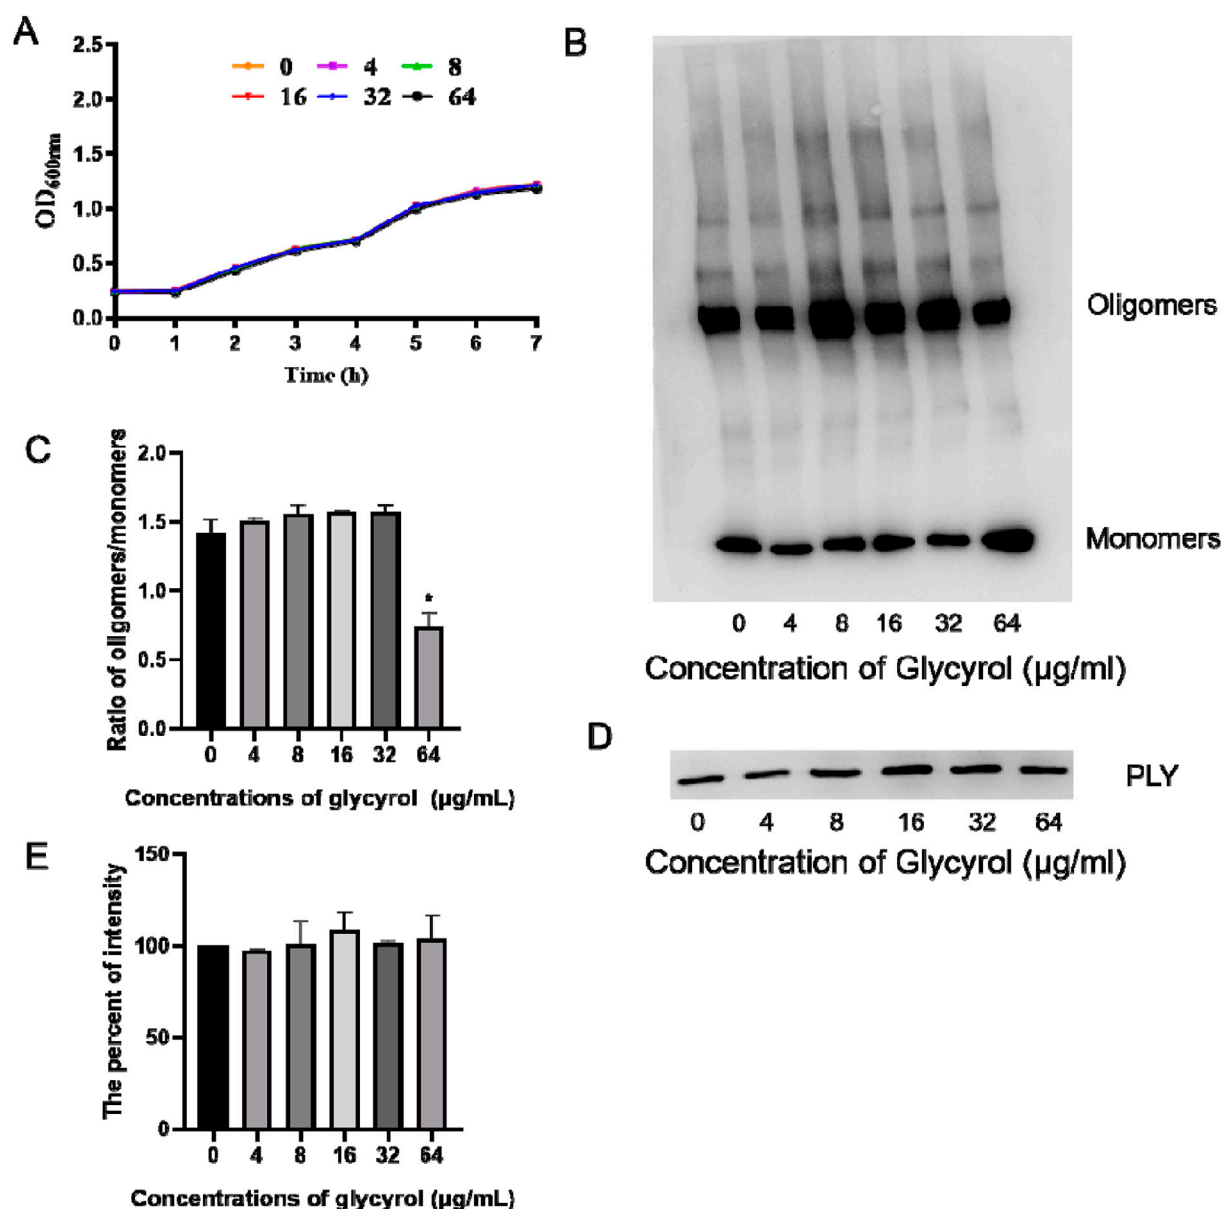 A
2.5
2.0
1.5
1.0
0.5
0.0
OD600nm
0 4 8
16 32 64
0 1 2 3 4 5 6 7
Time (h)
B
Oligomers
Monomers
0 4 8 16 32 64
Concentration of Glycyrol (µg/ml)
C
2.0
1.5
1.0
0.5
0.0
Ratio of oligomers/monomers
*
0 4 8 16 32 64
Concentrations of glycyrol (µg/mL)
D
PLY
0 4 8 16 32 64
Concentration of Glycyrol (µg/ml)
E
150
100
50
0
The percent of intensity
0 4 8 16 32 64
Concentrations of glycyrol (µg/mL)